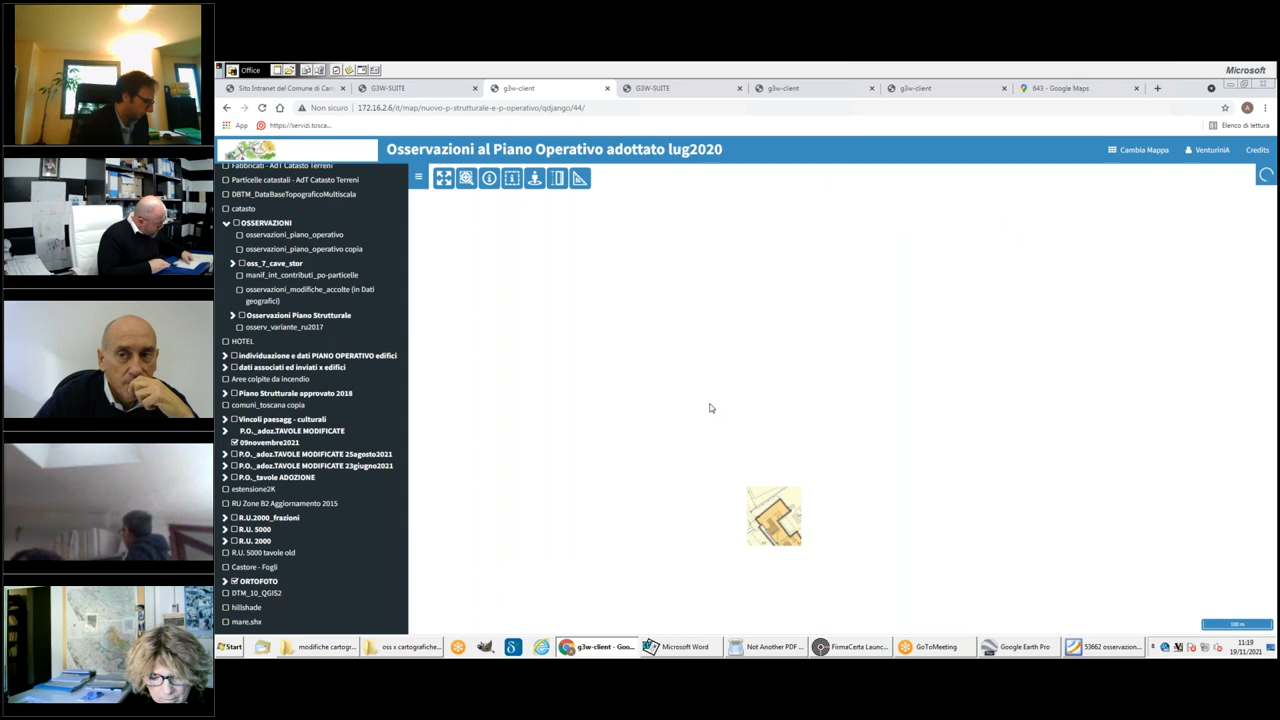 Office
Microsoft
Sito Intranet del Comune di Cam
G3W-SUITE
g3w-client
G3W-SUITE
g3w-client
g3w-client
643 - Google Maps
Non sicuro
172.16.2.6/it/map/nuovo-p-strutturale-e-p-operativo/qdjango/44/
App
https://servizi.tosca...
Elenco di lettura
Osservazioni al Piano Operativo adottato lug2020
Cambia Mappa
VenturiniA
Credits
Fabbricati - AdT Catasto Terreni
Particelle catastali - AdT Catasto Terreni
DBTM_DataBaseTopograficoMultiscala
catasto
OSSERVAZIONI
osservazioni_piano_operativo
osservazioni_piano_operativo copia
oss_7_cave_stor
manif_int_contributi_po-particelle
osservazioni_modifiche_accolte (in Dati
geografici)
Osservazioni Piano Strutturale
osserv_variante_ru2017
HOTEL
individuazione e dati PIANO OPERATIVO edifici
dati associati ed inviati x edifici
Aree colpite da incendio
Piano Strutturale approvato 2018
comuni_toscana copia
Vincoli paesagg - culturali
P.O._adoz.TAVOLE MODIFICATE
09novembre2021
P.O._adoz.TAVOLE MODIFICATE 25agosto2021
P.O._adoz.TAVOLE MODIFICATE 23giugno2021
P.O._tavole ADOZIONE
estensione2K
RU Zone B2 Aggiornamento 2015
R.U.2000_frazioni
R.U. 5000
R.U. 2000
R.U. 5000 tavole old
Castore - Fogli
ORTOFOTO
DTM_10_QGIS2
hillshade
mare.shx
100 m
Start
modifiche cartogr...
oss x cartografiche...
g3w-client - Goo...
Microsoft Word
Not Another PDF ...
FirmaCerta Launc...
GoToMeeting
Google Earth Pro
53662 osservazion...
11:19
19/11/2021